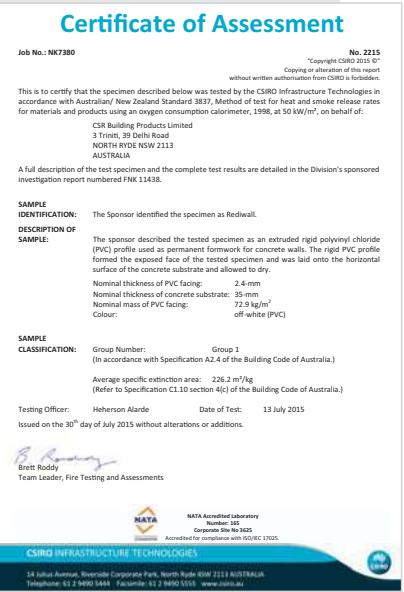 Certificate of Assessment
Job No.: NK7380
No. 2215
"Copyright CSIRO 2015 ©"
Copying or alteration of this report
without written authorisation from CSIRO is forbidden.
This is to certify that the specimen described below was tested by the CSIRO Infrastructure Technologies in
accordance with Australian/ New Zealand Standard 3837, Method of test for heat and smoke release rates
for materials and products using an oxygen consumption calorimeter, 1998, at 50 kW/m², on behalf of:
CSR Building Products Limited
3 Triniti, 39 Delhi Road
NORTH RYDE NSW 2113
AUSTRALIA
A full description of the test specimen and the complete test results are detailed in the Division's sponsored
investigation report numbered FNK 11438.
SAMPLE
IDENTIFICATION: The Sponsor identified the specimen as Rediwall.
DESCRIPTION OF
SAMPLE: The sponsor described the tested specimen as an extruded rigid polyvinyl chloride
(PVC) profile used as permanent formwork for concrete walls. The rigid PVC profile
formed the exposed face of the tested specimen and was laid onto the horizontal
surface of the concrete substrate and allowed to dry.
Nominal thickness of PVC facing: 2.4-mm
Nominal thickness of concrete substrate: 35-mm
Nominal mass of PVC facing: 72.9 kg/m²
Colour: off-white (PVC)
SAMPLE
CLASSIFICATION: Group Number: Group 1
(In accordance with Specification A2.4 of the Building Code of Australia.)
Average specific extinction area: 226.2 m²/kg
(Refer to Specification C1.10 section 4(c) of the Building Code of Australia.)
Testing Officer: Heherson Alarde Date of Test: 13 July 2015
Issued on the 30th day of July 2015 without alterations or additions.
B. Roddy
Brett Roddy
Team Leader, Fire Testing and Assessments
NATA
NATA Accredited Laboratory
Number: 165
Corporate Site No 3625
Accredited for compliance with ISO/IEC 17025.
CSIRO INFRASTRUCTURE TECHNOLOGIES
CSIRO
14 Julius Avenue, Riverside Corporate Park, North Ryde NSW 2113 AUSTRALIA
Telephone: 61 2 9490 5444 Facsimile: 61 2 9490 5555 www.csiro.au